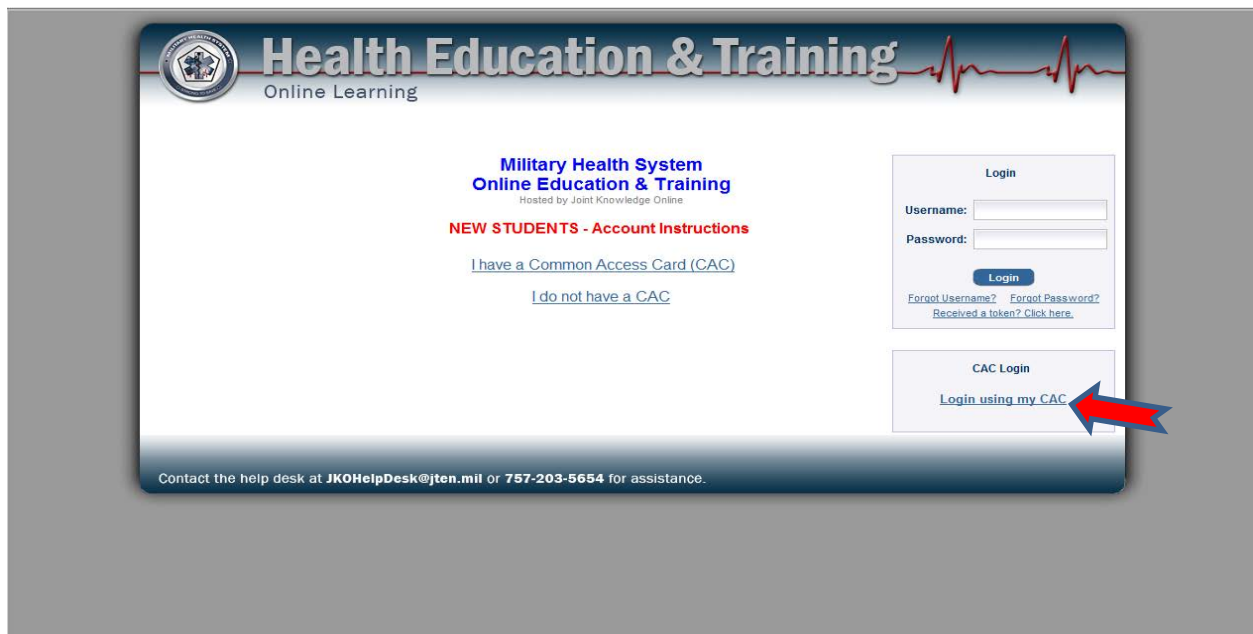 Health Education & Training
Online Learning
Military Health System
Online Education & Training
Hosted by Joint Knowledge Online
NEW STUDENTS - Account Instructions
I have a Common Access Card (CAC)
I do not have a CAC
Login
Username:
Password:
Login
Forgot Username? Forgot Password?
Received a token? Click here.
CAC Login
Login using my CAC
Contact the help desk at JKOHelpDesk@jten.mil or 757-203-5654 for assistance.